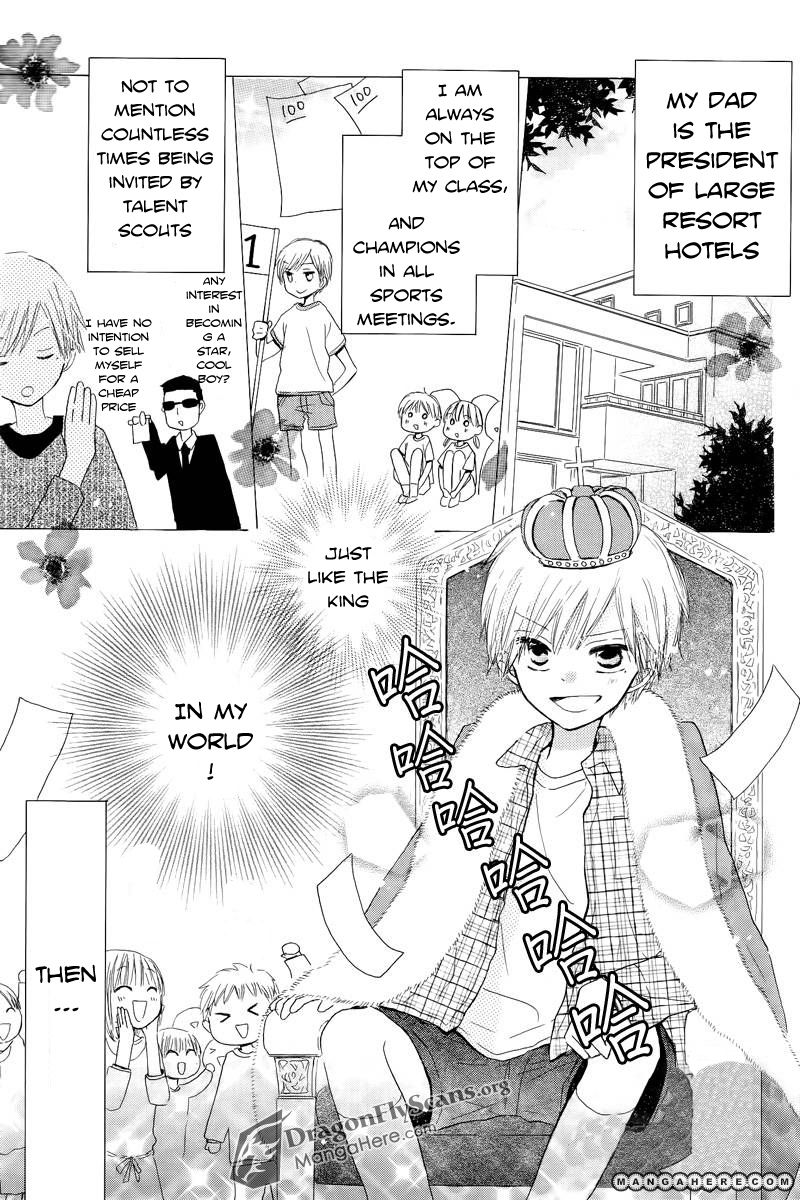 MY DAD
IS THE
PRESIDENT
OF LARGE
RESORT
HOTELS
I AM
ALWAYS
ON THE
TOP OF
MY CLASS,
AND
CHAMPIONS
IN ALL
SPORTS
MEETINGS.
100
100
1
NOT TO
MENTION
COUNTLESS
TIMES BEING
INVITED BY
TALENT
SCOUTS
ANY
INTEREST
IN
BECOMIN
G A
STAR,
COOL
BOY?
I HAVE NO
INTENTION
TO SELL
MYSELF
FOR A
CHEAP
PRICE
JUST
LIKE THE
KING
IN MY
WORLD
!
哈
哈
哈
哈
哈
哈
THEN
...
DragonFlyScans.org
MangaHere.com
MANGAHERE.COM